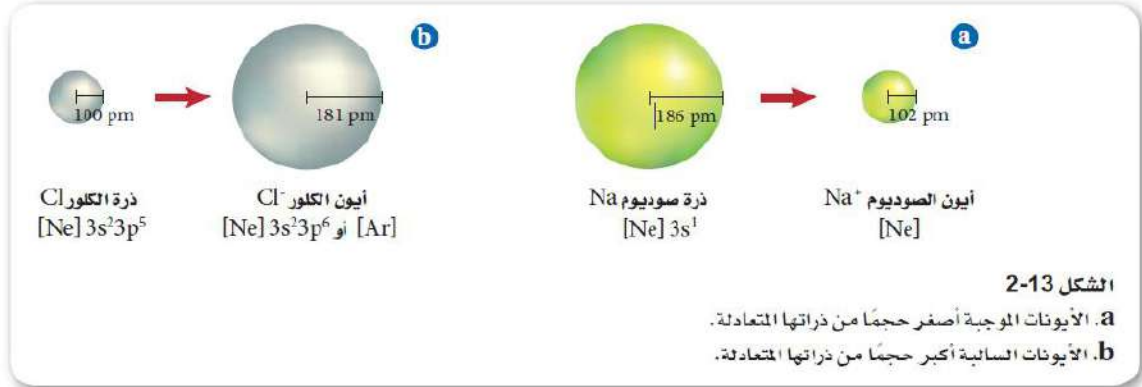 a
186 pm
102 pm
ذرة صوديوم Na
[Ne] 3s¹
أيون الصوديوم Na⁺
[Ne]
b
100 pm
181 pm
ذرة الكلور Cl
[Ne] 3s²3p⁵
أيون الكلور Cl⁻
[Ar] أو [Ne] 3s²3p⁶
الشكل 13-2
a. الأيونات الموجبة أصغر حجمًا من ذراتها المتعادلة.
b. الأيونات السالبة أكبر حجمًا من ذراتها المتعادلة.